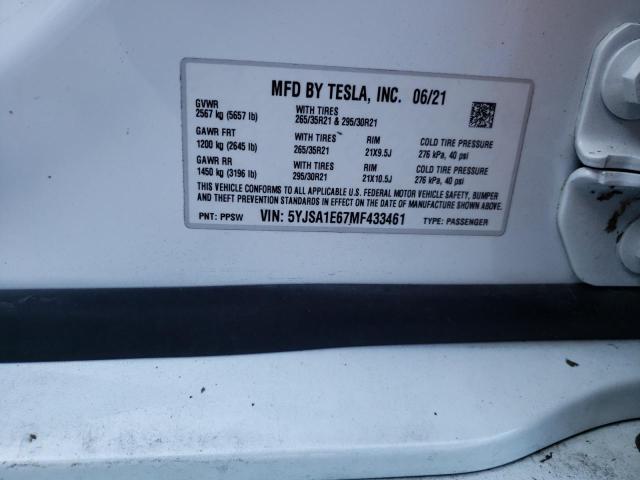 MFD BY TESLA, INC. 06/21
GVWR
2567 kg (5657 lb) WITH TIRES 265/35R21 & 295/30R21
GAWR FRT WITH TIRES RIM COLD TIRE PRESSURE
1200 kg (2645 lb) 265/35R21 21X9.5J 276 kPa, 40 psi
GAWR RR WITH TIRES RIM COLD TIRE PRESSURE
1450 kg (3196 lb) 295/30R21 21X10.5J 276 kPa, 40 psi
THIS VEHICLE CONFORMS TO ALL APPLICABLE U.S. FEDERAL MOTOR VEHICLE SAFETY, BUMPER
AND THEFT PREVENTION STANDARDS IN EFFECT ON THE DATE OF MANUFACTURE SHOWN ABOVE.
PNT: PPSW VIN: 5YJSA1E67MF433461 TYPE: PASSENGER